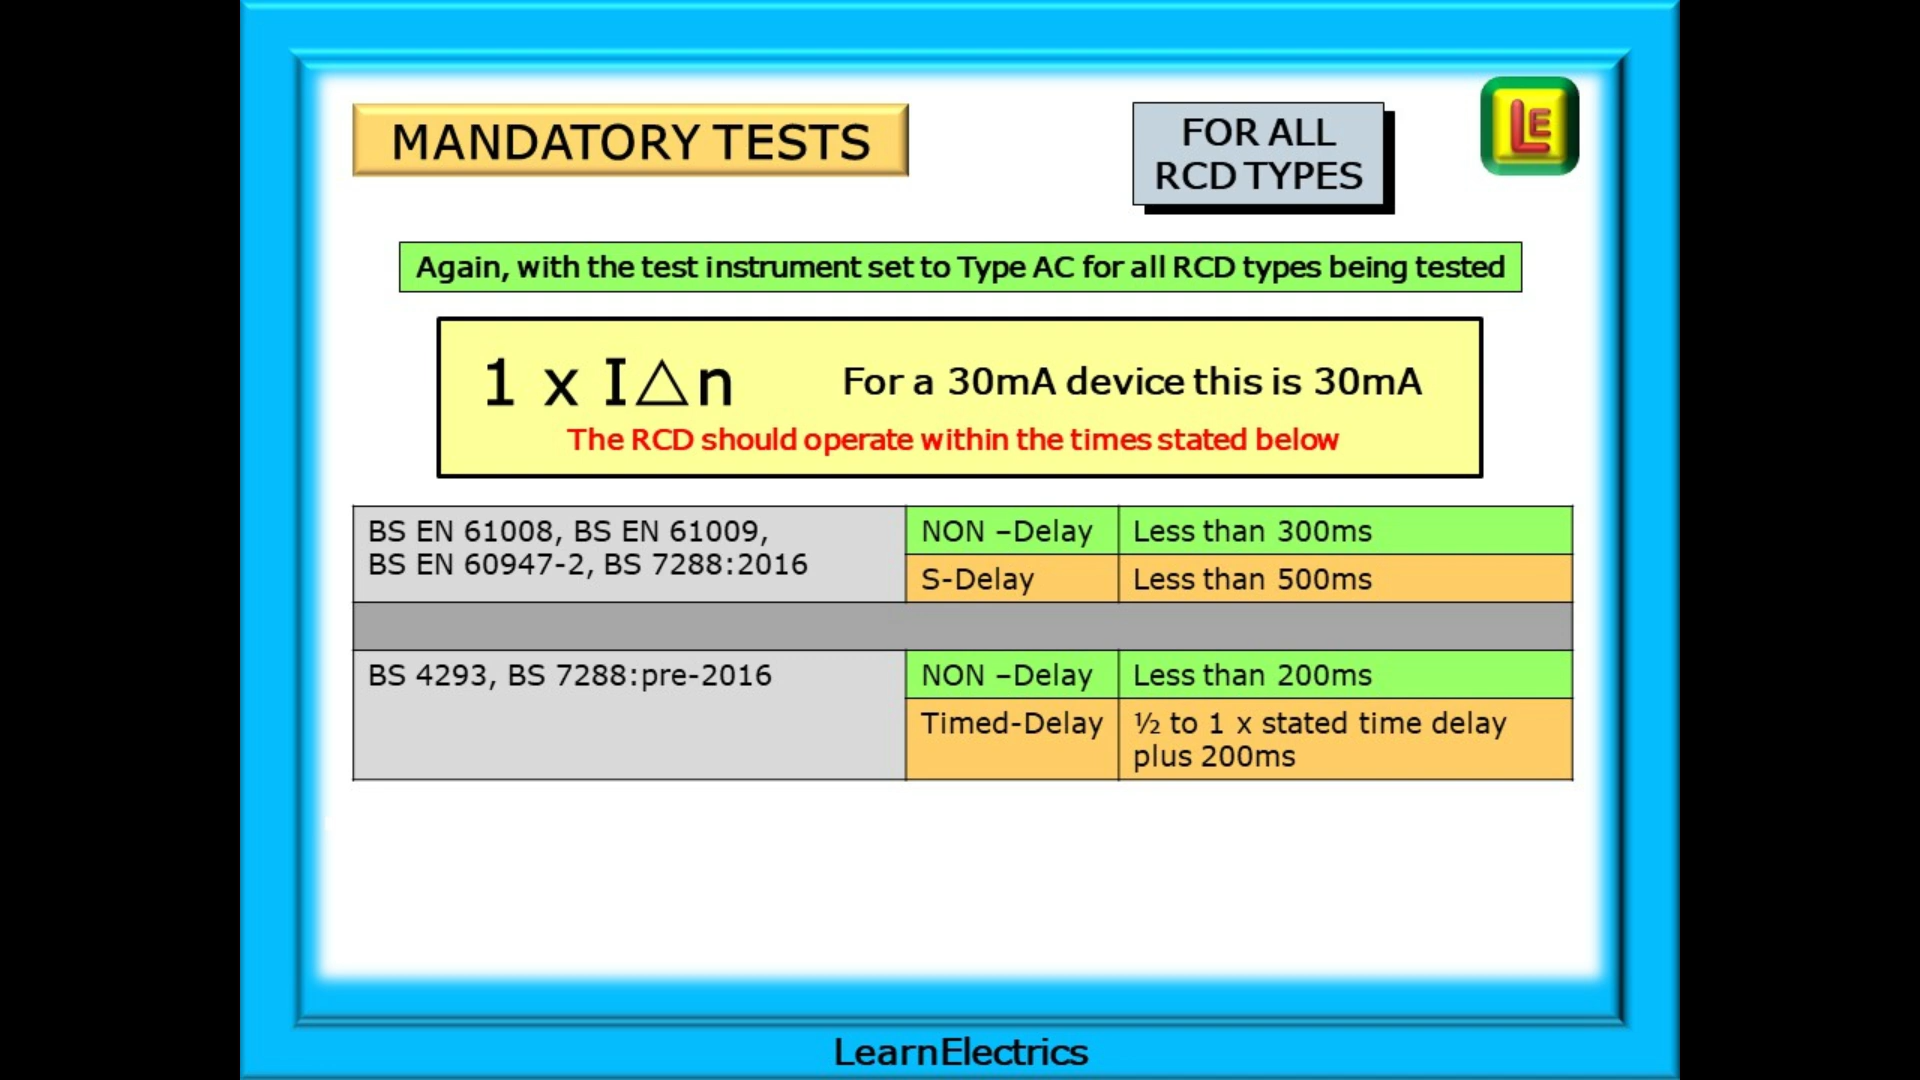 MANDATORY TESTS
FOR ALL
RCD TYPES
LE
Again, with the test instrument set to Type AC for all RCD types being tested
1 x I△n
For a 30mA device this is 30mA
The RCD should operate within the times stated below
BS EN 61008, BS EN 61009,
BS EN 60947-2, BS 7288:2016
NON –Delay
Less than 300ms
S-Delay
Less than 500ms
BS 4293, BS 7288:pre-2016
NON –Delay
Less than 200ms
Timed-Delay
½ to 1 x stated time delay
plus 200ms
LearnElectrics